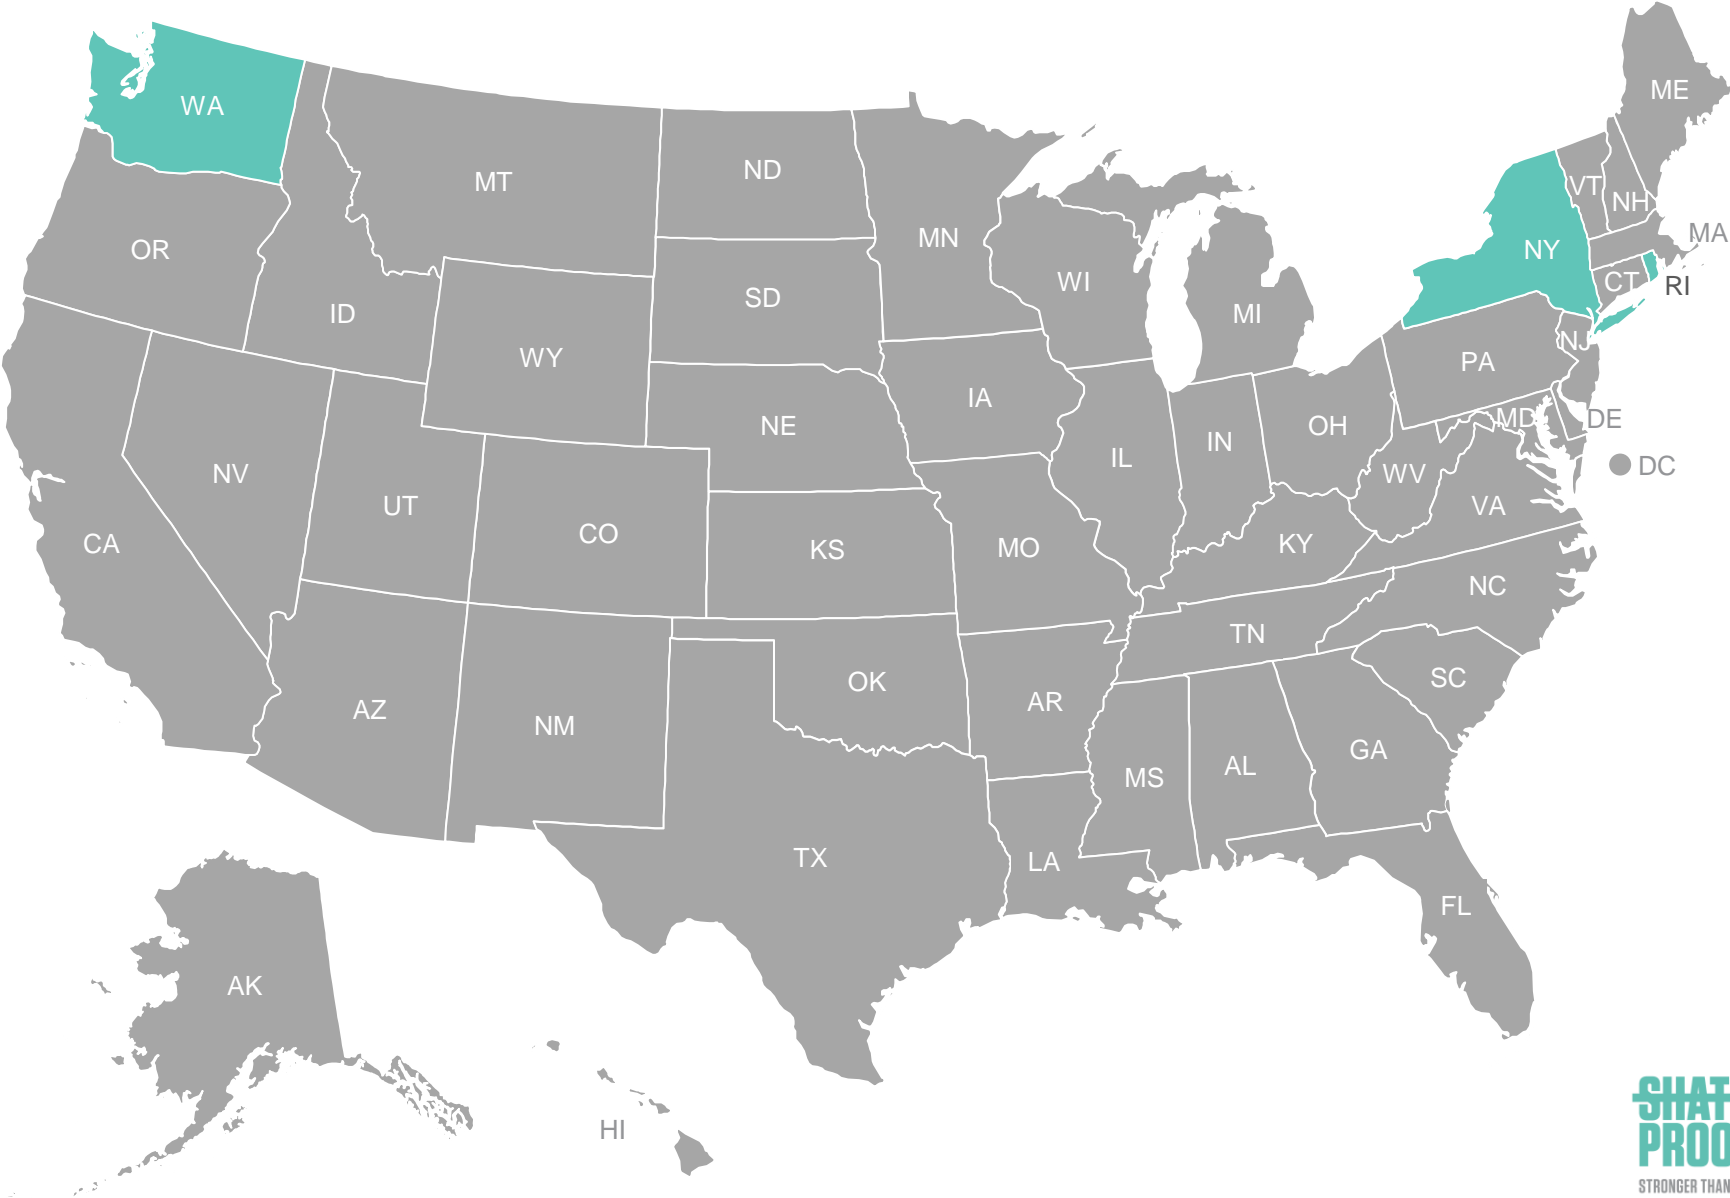 WA
ME
MT
ND
VT
NH
OR
MN
MA
NY
WI
CT
RI
ID
SD
MI
WY
NJ
PA
IA
NE
OH
MD
DE
IN
IL
DC
NV
WV
UT
VA
CO
CA
KS
MO
KY
NC
TN
OK
SC
AR
AZ
NM
GA
AL
MS
TX
LA
FL
AK
HI
SHAT
PROO
STRONGER THAN